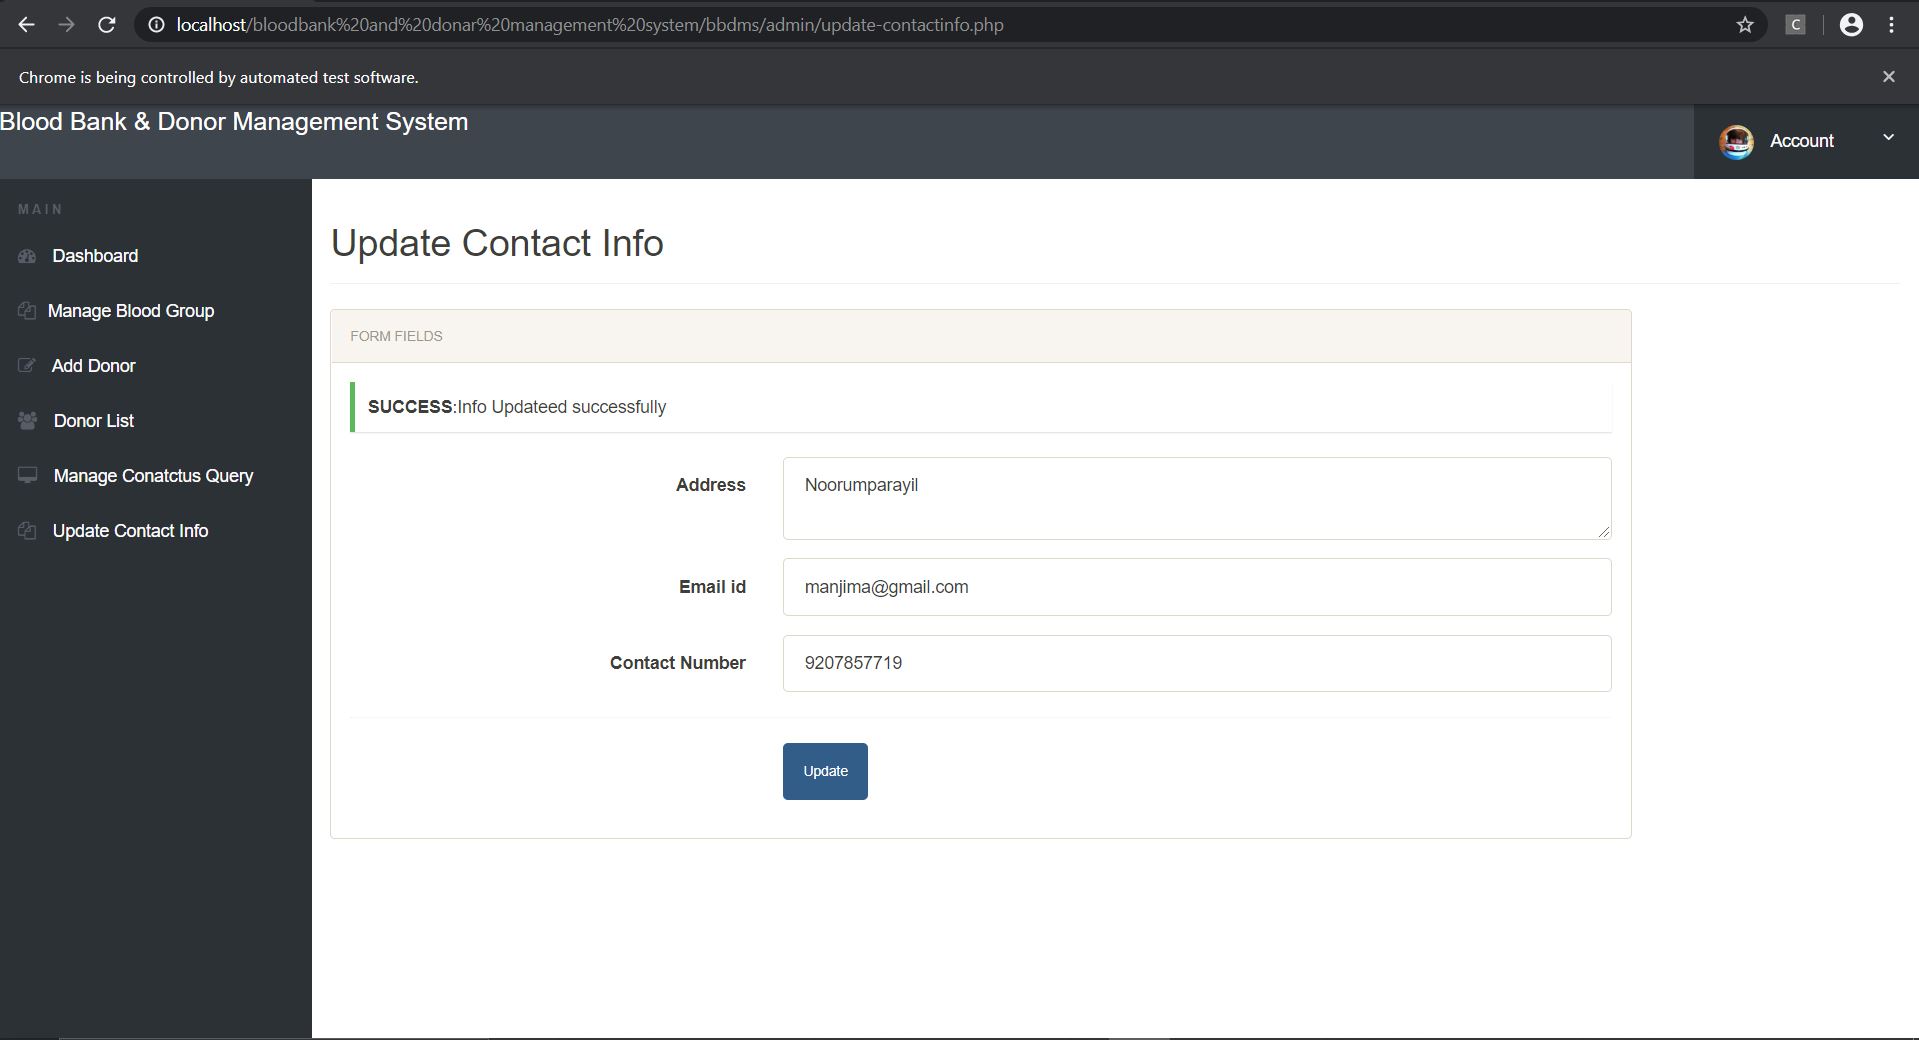 localhost/bloodbank%20and%20donar%20management%20system/bbdms/admin/update-contactinfo.php
C
Chrome is being controlled by automated test software.
Blood Bank & Donor Management System
Account
MAIN
Dashboard
Manage Blood Group
Add Donor
Donor List
Manage Conatctus Query
Update Contact Info
Update Contact Info
FORM FIELDS
SUCCESS:Info Updateed successfully
Address
Noorumparayil
Email id
manjima@gmail.com
Contact Number
9207857719
Update